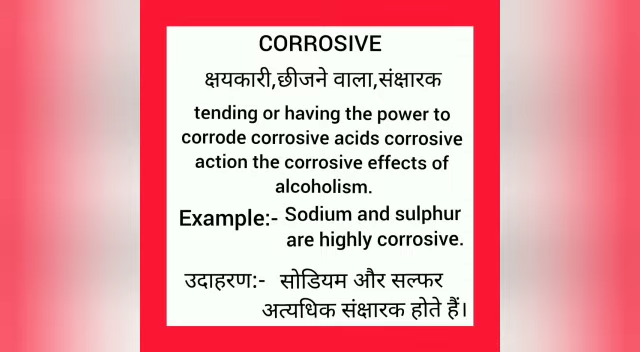 CORROSIVE
क्षयकारी,छीजने वाला,संक्षारक
tending or having the power to
corrode corrosive acids corrosive
action the corrosive effects of
alcoholism.
Example:- Sodium and sulphur
are highly corrosive.
उदाहरण:- सोडियम और सल्फर
अत्यधिक संक्षारक होते हैं।